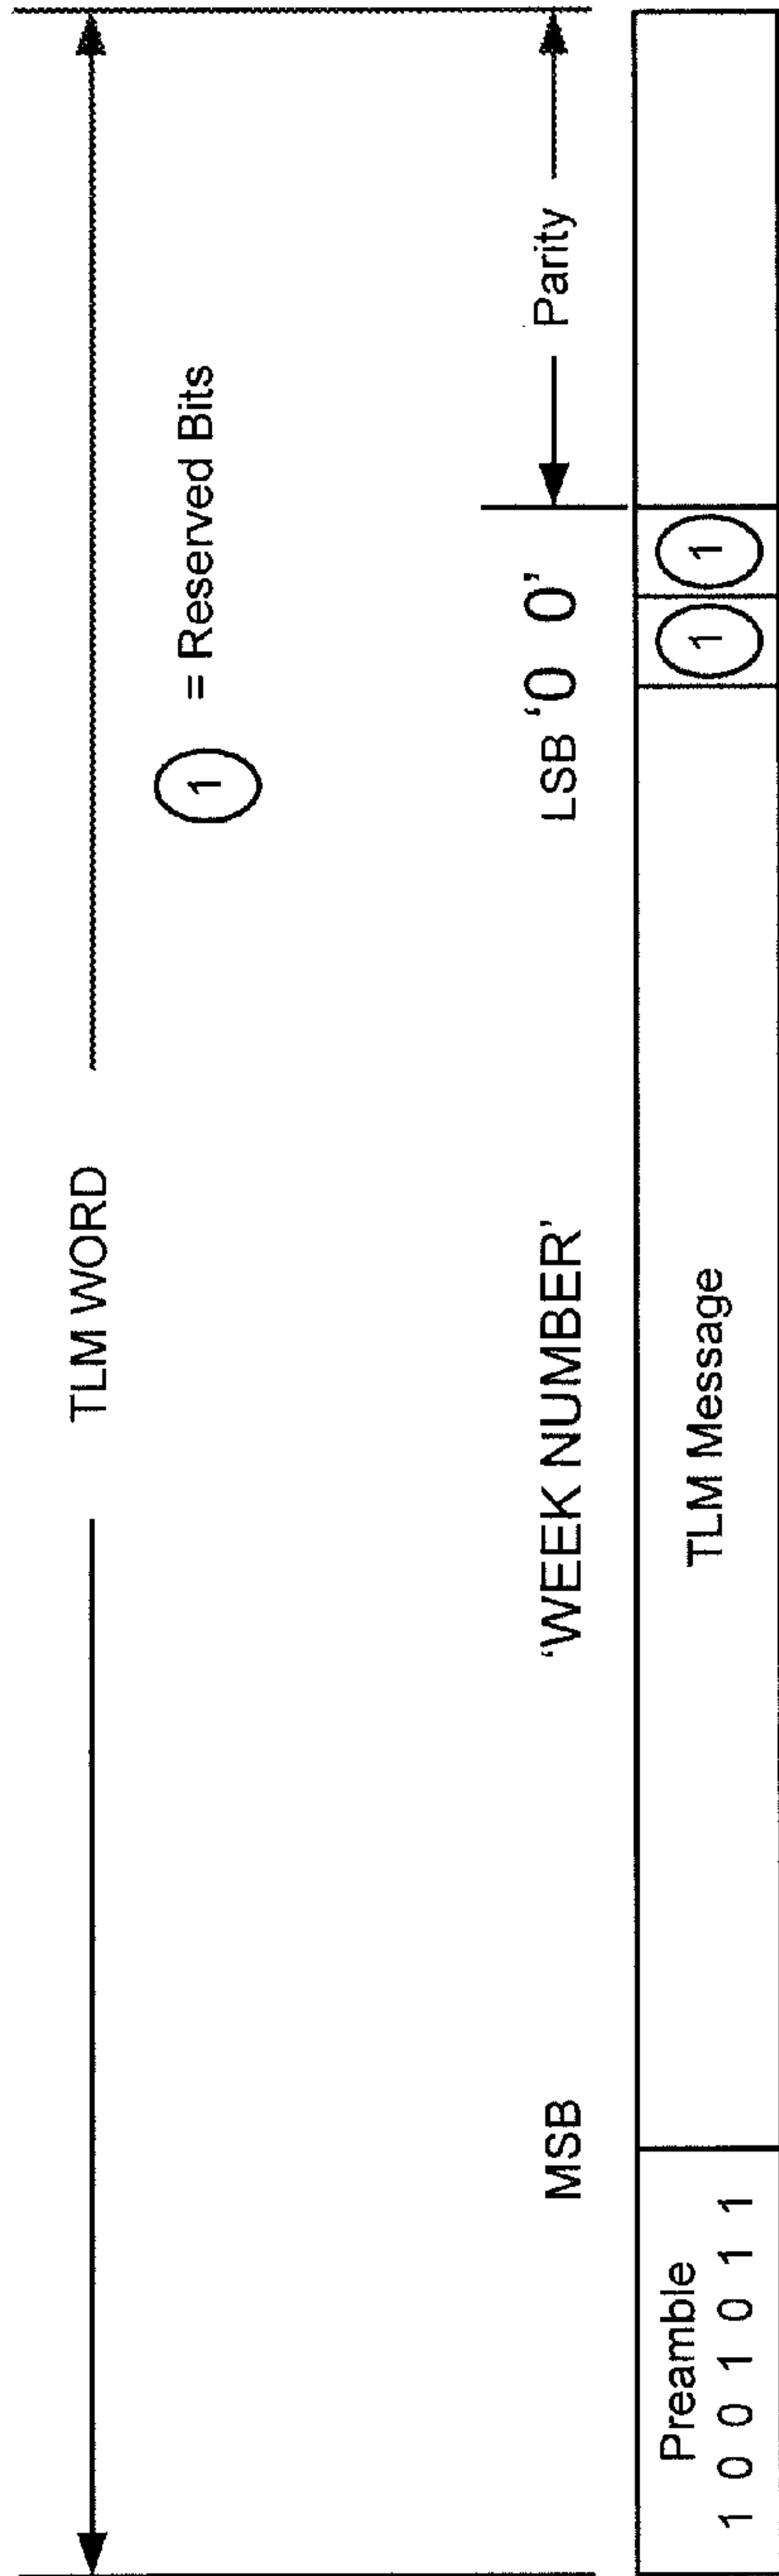 TLM WORD
1 = Reserved Bits
MSB 'WEEK NUMBER' LSB '0 0' Parity
Preamble
1 0 0 1 0 1 1
TLM Message
1 1